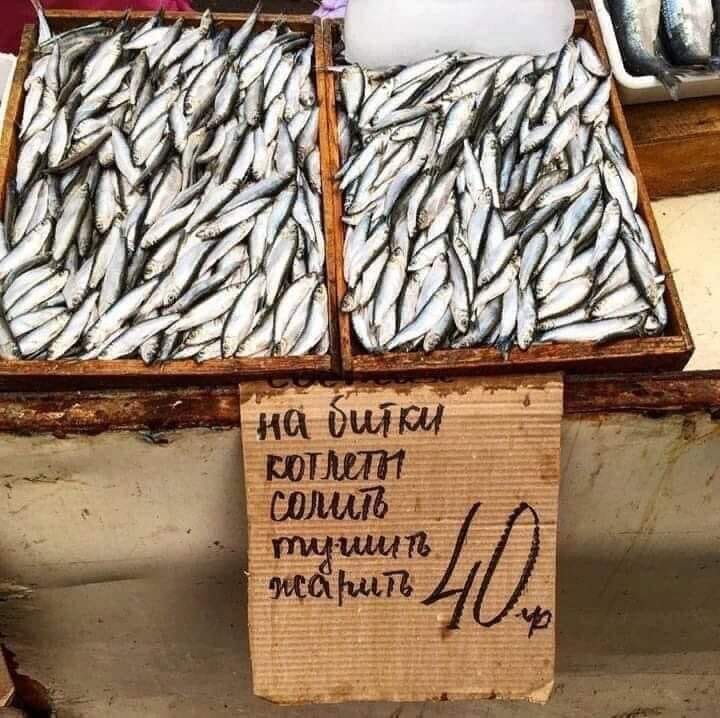 на битки
котлеты
солить
тушить
жарить
40 гр